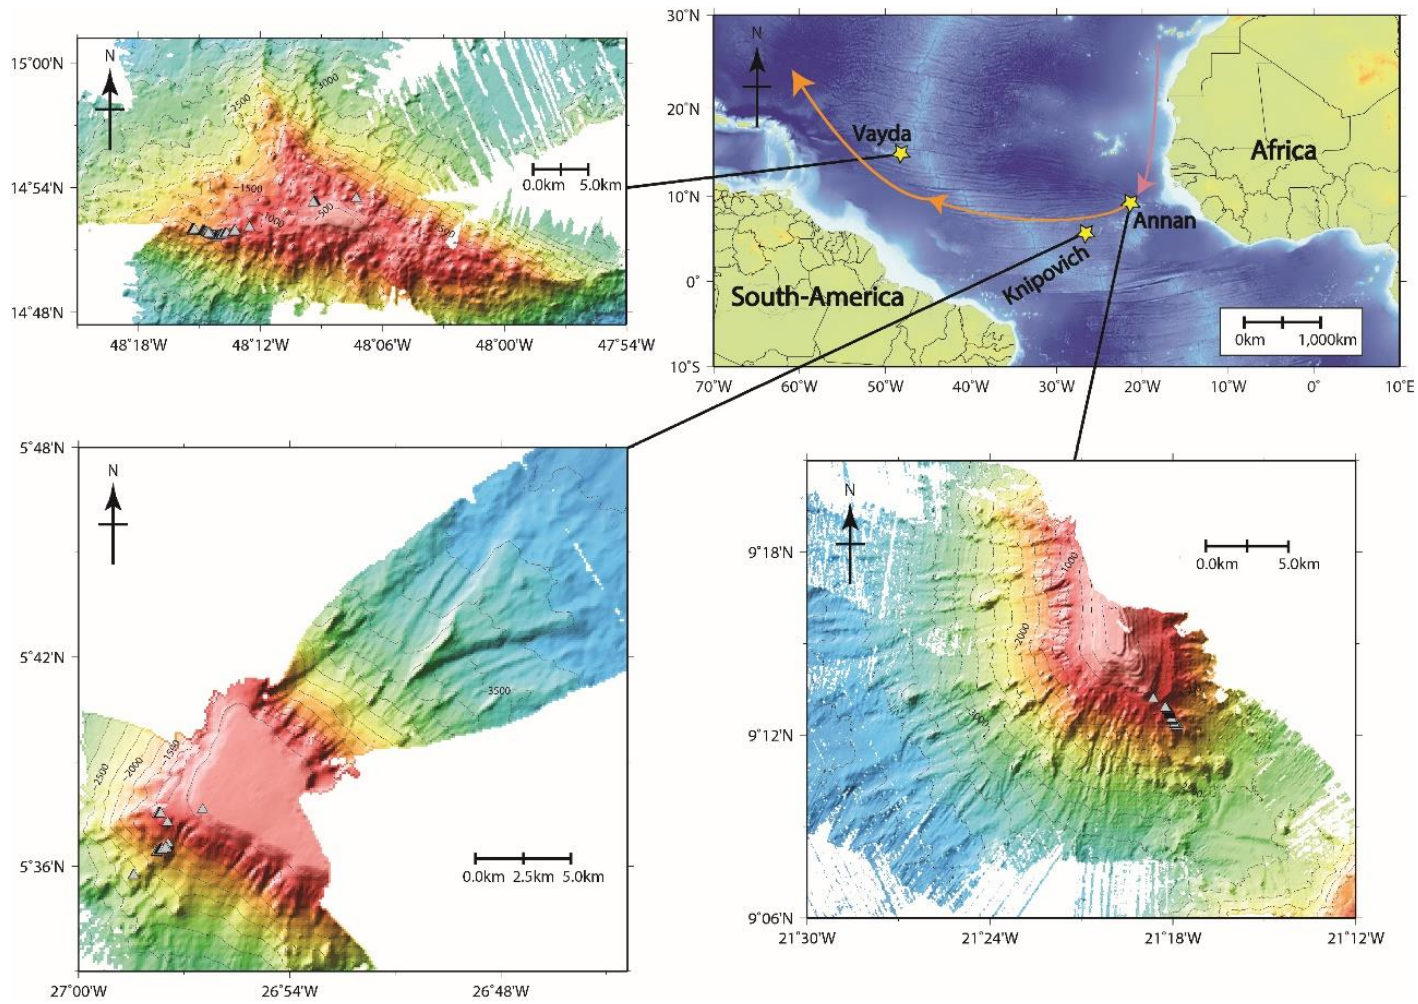 N
15°00'N
14°54'N
14°48'N
48°18'W
48°12'W
48°06'W
48°00'W
47°54'W
3000
-2500
-1500
-1000
-500
0.0km 5.0km
30°N
20°N
10°N
0°
10°S
70°W
60°W
50°W
40°W
30°W
20°W
10°W
0°
10°E
N
Vayda
Africa
Annan
Knipovich
South-America
0km 1,000km
5°48'N
5°42'N
5°36'N
27°00'W
26°54'W
26°48'W
N
-2500
-2000
-1500
3500
0.0km 2.5km 5.0km
9°18'N
9°12'N
9°06'N
21°30'W
21°24'W
21°18'W
21°12'W
N
1000
-2000
-3000
0.0km 5.0km